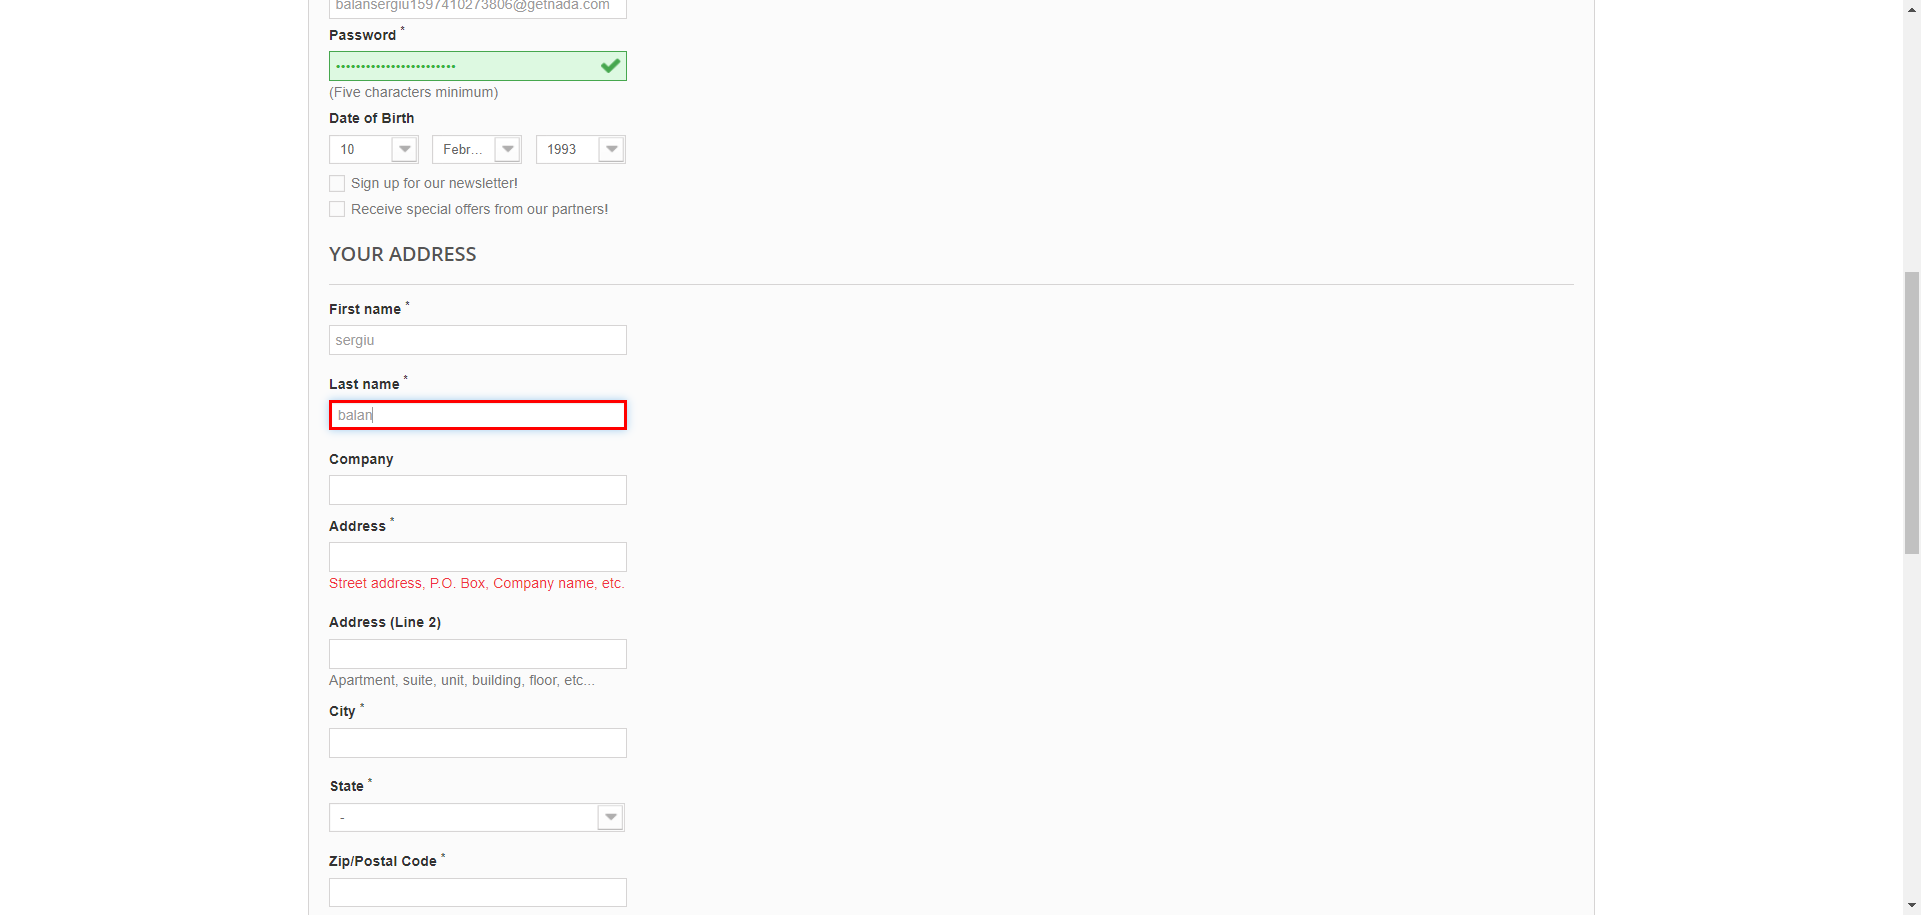 balansergiu1597410273806@getnada.com
Password *
••••••••••••••••••••••••
(Five characters minimum)
Date of Birth
10 Febr... 1993
Sign up for our newsletter!
Receive special offers from our partners!
YOUR ADDRESS
First name *
sergiu
Last name *
balan
Company
Address *
Street address, P.O. Box, Company name, etc.
Address (Line 2)
Apartment, suite, unit, building, floor, etc...
City *
State *
-
Zip/Postal Code *